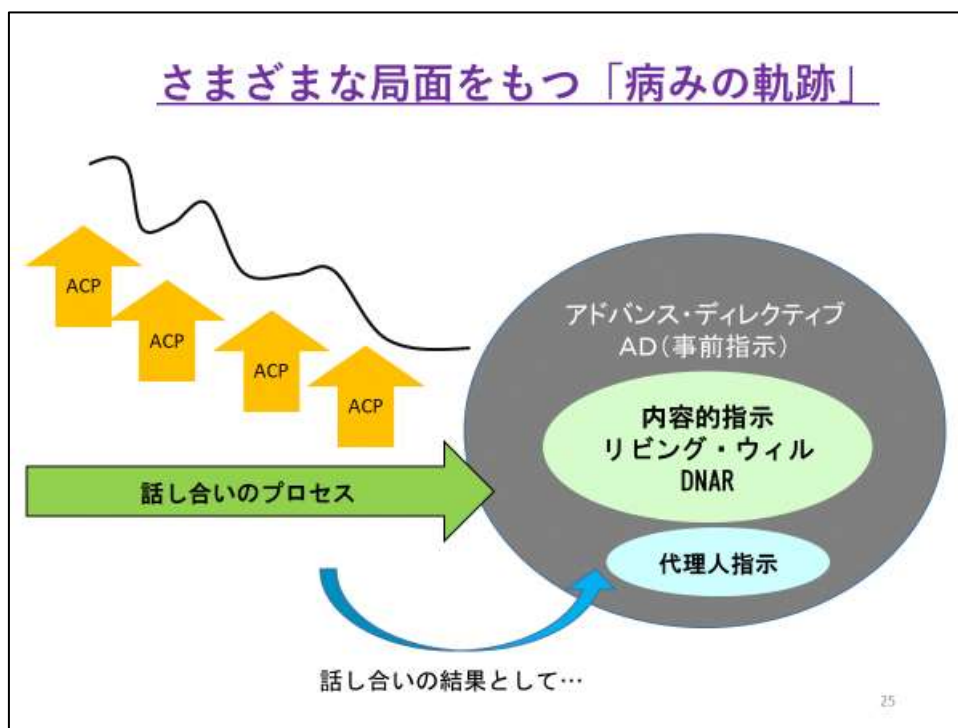 さまざまな局面をもつ「病みの軌跡」
ACP
ACP
ACP
ACP
アドバンス・ディレクティブ
AD(事前指示)
内容的指示
リビング・ウィル
DNAR
代理人指示
話し合いのプロセス
話し合いの結果として…
25